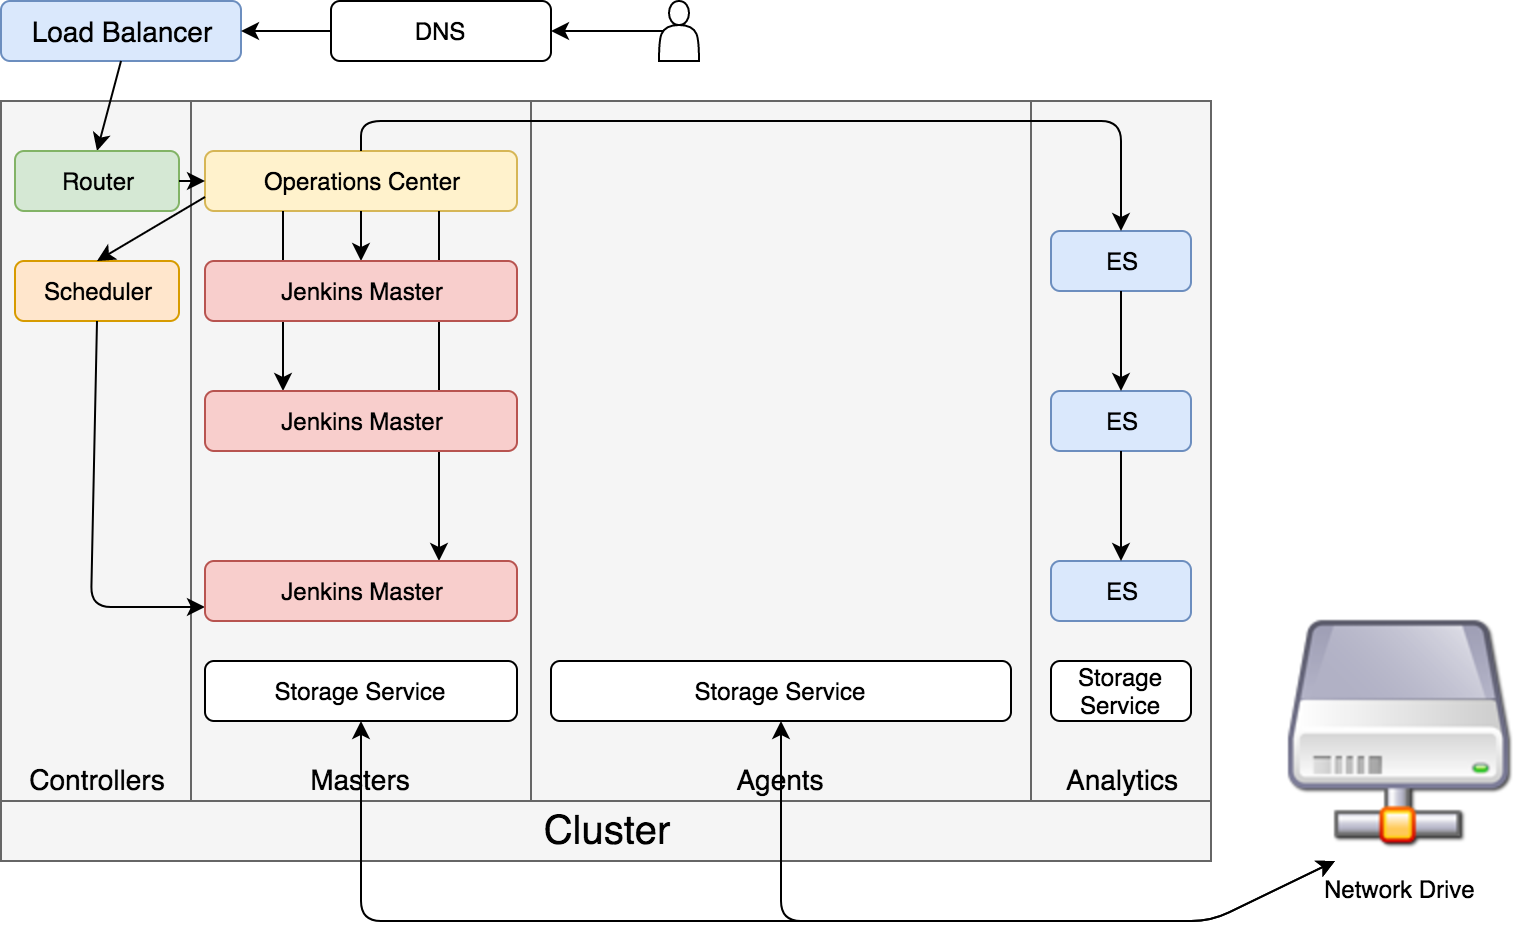 Load Balancer
DNS
Router
Operations Center
Scheduler
Jenkins Master
ES
Jenkins Master
ES
Jenkins Master
ES
Storage Service
Storage Service
Storage
Service
Controllers
Masters
Agents
Analytics
Cluster
Network Drive